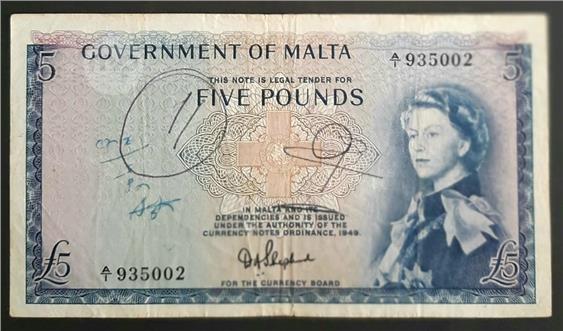 5 GOVERNMENT OF MALTA A/1 935002 5
THIS NOTE IS LEGAL TENDER FOR
FIVE POUNDS
11
9
IN MALTA AND ITS
DEPENDENCIES AND IS ISSUED
UNDER THE AUTHORITY OF THE
CURRENCY NOTES ORDINANCE, 1949.
£5 A/1 935002 £5
FOR THE CURRENCY BOARD